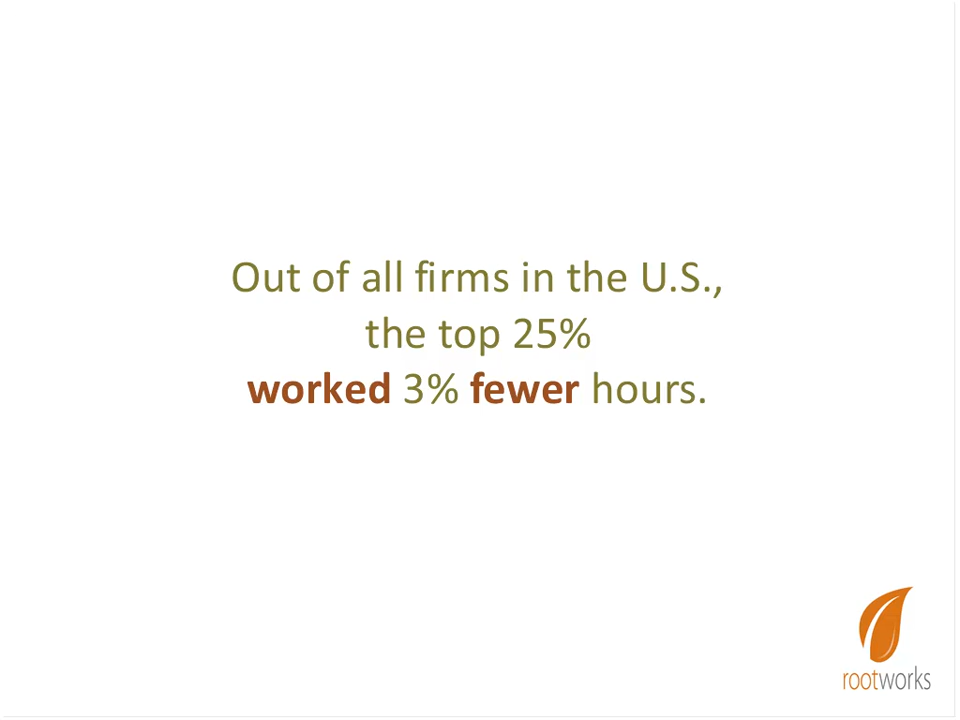 Out of all firms in the U.S.,
the top 25%
worked 3% fewer hours.
rootworks